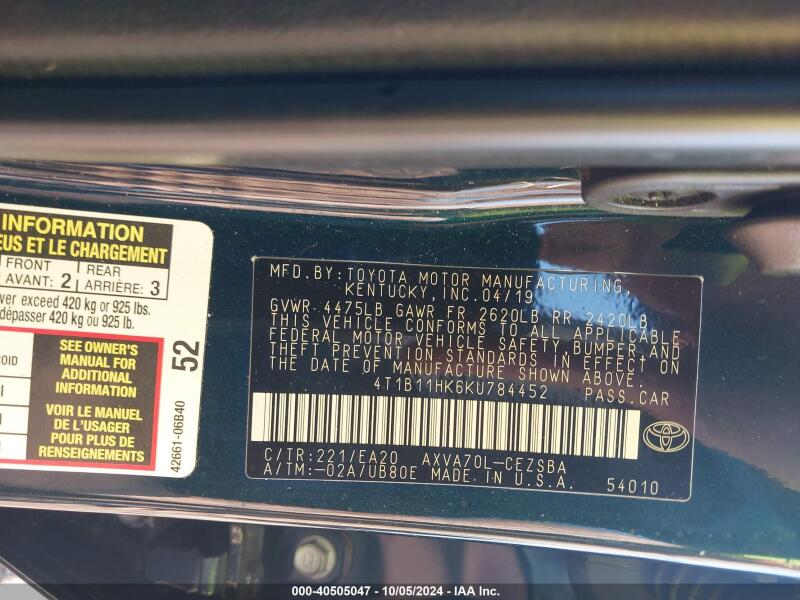 INFORMATION
EUS ET LE CHARGEMENT
FRONT
AVANT: 2
REAR
ARRIÈRE: 3
ver exceed 420 kg or 925 lbs.
dépasser 420 kg ou 925 lb.
SEE OWNER'S
MANUAL FOR
ADDITIONAL
INFORMATION
VOIR LE MANUEL
DE L'USAGER
POUR PLUS DE
RENSEIGNEMENTS
52
42661-06B40
MFD. BY: TOYOTA MOTOR MANUFACTURING,
KENTUCKY, INC. 04/19
GVWR 4475LB GAWR FR 2620LB RR 2420LB
THIS VEHICLE CONFORMS TO ALL APPLICABLE
FEDERAL MOTOR VEHICLE SAFETY, BUMPER, AND
THEFT PREVENTION STANDARDS IN EFFECT ON
THE DATE OF MANUFACTURE SHOWN ABOVE.
4T1B11HK6KU784452 PASS.CAR
C/TR:221/EA20 AXVA70L-CEZSBA
A/TM:-02A/UB80E MADE IN U.S.A. 54010
000-40505047 - 10/05/2024 - IAA Inc.